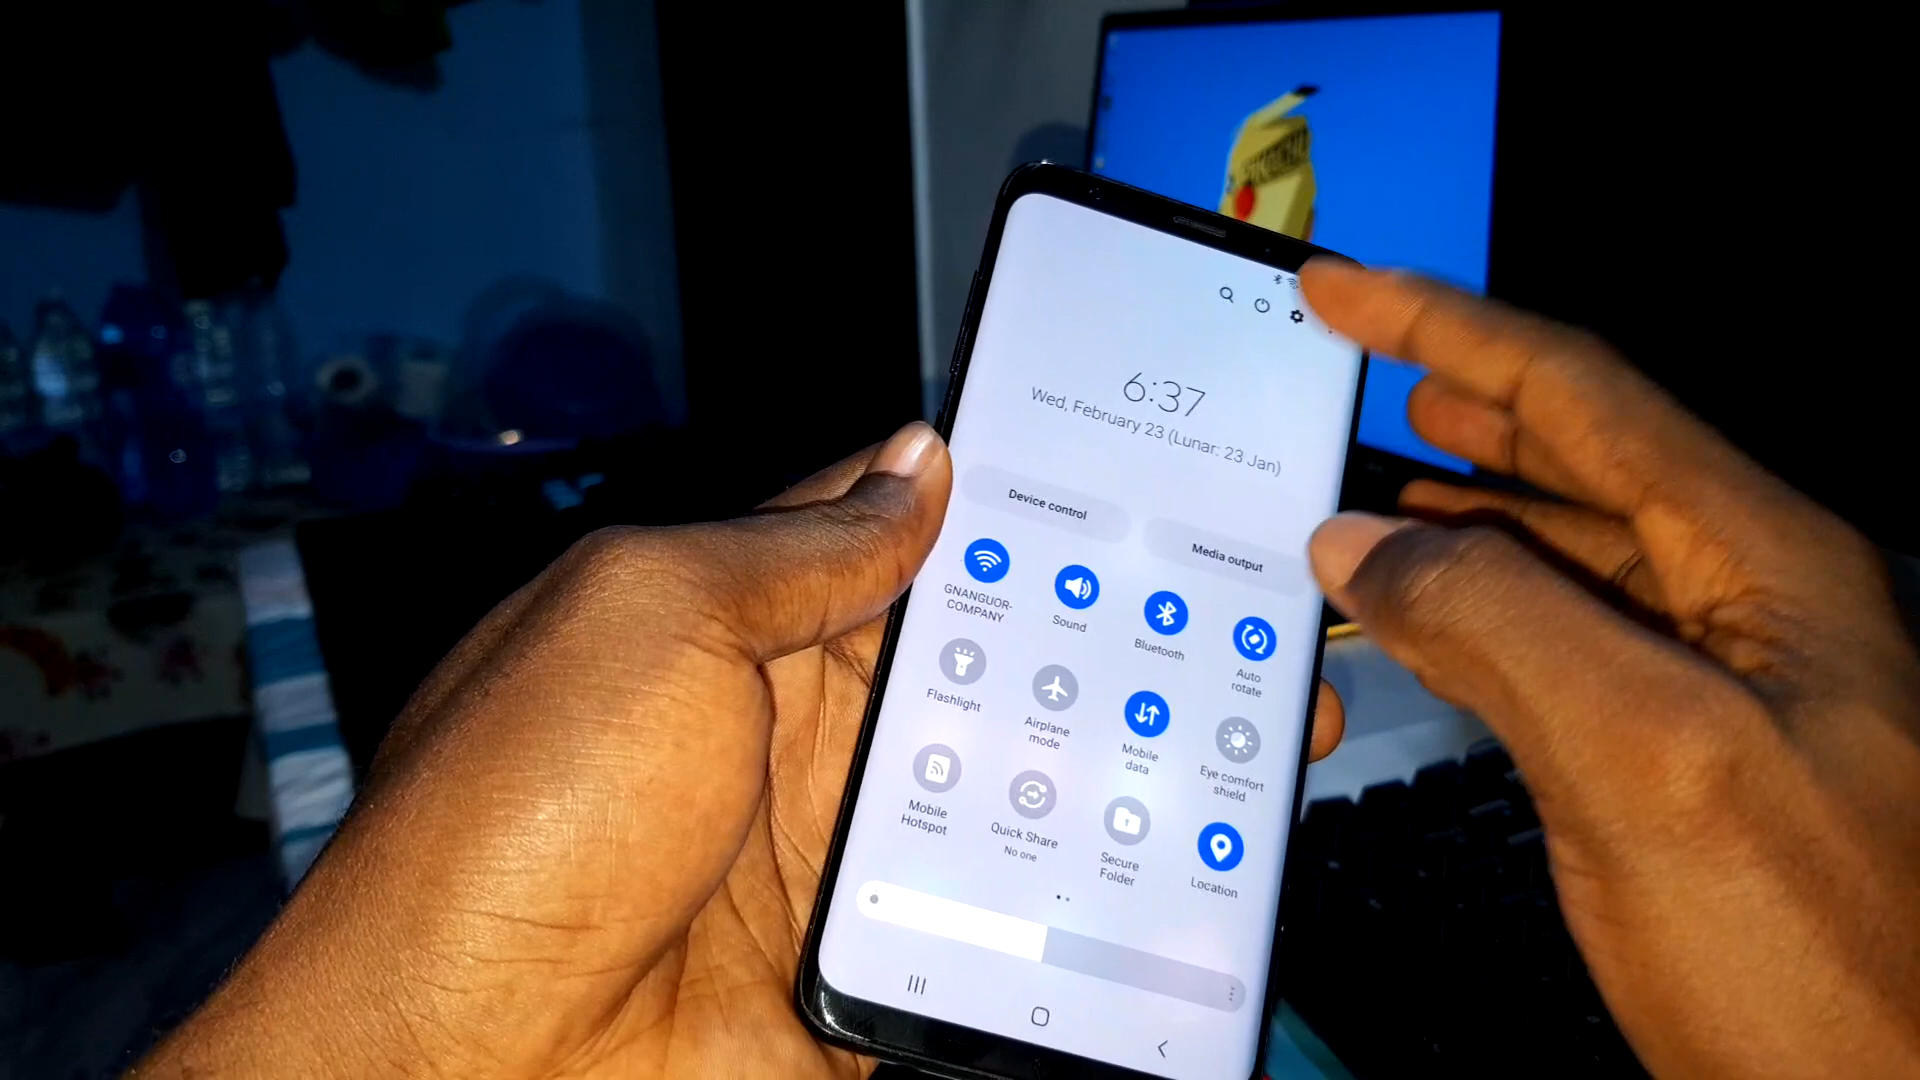 6:37
Wed, February 23 (Lunar: 23 Jan)
Device control
Media output
GNANGUOR-
COMPANY
Sound
Bluetooth
Auto
rotate
Flashlight
Airplane
mode
Mobile
data
Eye comfort
shield
Mobile
Hotspot
Quick Share
No one
Secure
Folder
Location